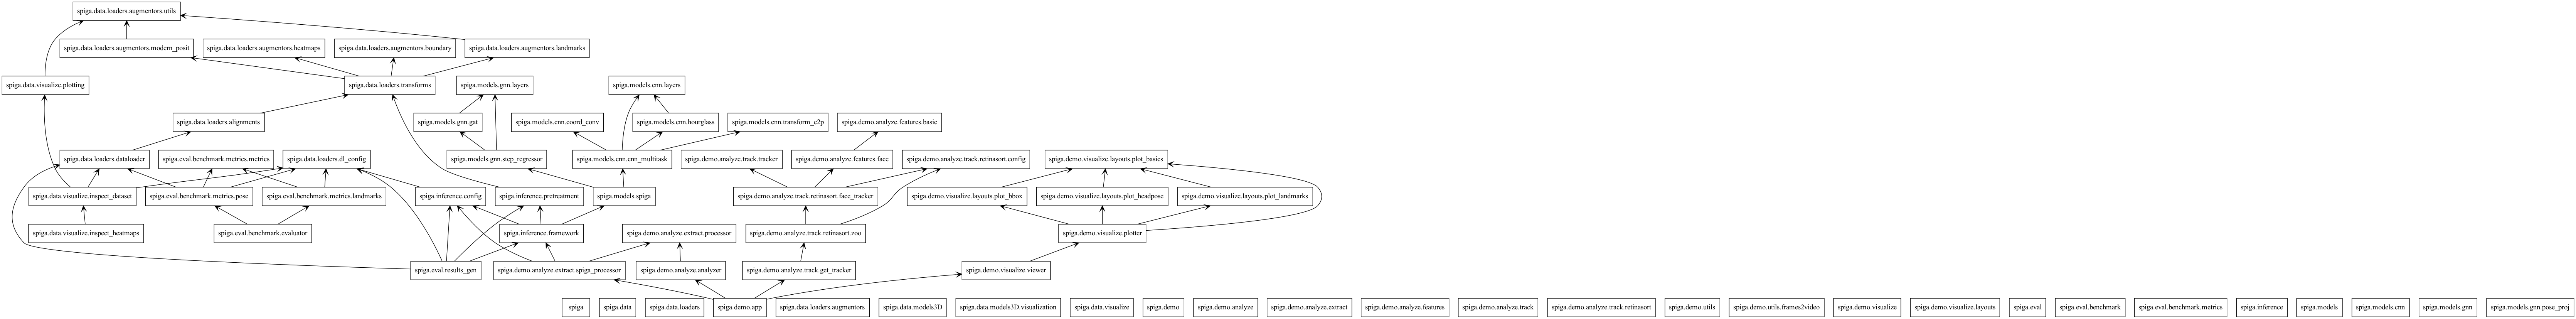 spiga.data.loaders.augmentors.utils
spiga.data.loaders.augmentors.modern_posit
spiga.data.loaders.augmentors.heatmaps
spiga.data.loaders.augmentors.boundary
spiga.data.loaders.augmentors.landmarks
spiga.data.visualize.plotting
spiga.data.loaders.transforms
spiga.models.gnn.layers
spiga.models.cnn.layers
spiga.data.loaders.alignments
spiga.models.gnn.gat
spiga.models.cnn.coord_conv
spiga.models.cnn.hourglass
spiga.models.cnn.transform_e2p
spiga.demo.analyze.features.basic
spiga.data.loaders.dataloader
spiga.eval.benchmark.metrics.metrics
spiga.data.loaders.dl_config
spiga.models.gnn.step_regressor
spiga.models.cnn.cnn_multitask
spiga.demo.analyze.track.tracker
spiga.demo.analyze.features.face
spiga.demo.analyze.track.retinasort.config
spiga.demo.visualize.layouts.plot_basics
spiga.data.visualize.inspect_dataset
spiga.eval.benchmark.metrics.pose
spiga.eval.benchmark.metrics.landmarks
spiga.inference.config
spiga.inference.pretreatment
spiga.models.spiga
spiga.demo.analyze.track.retinasort.face_tracker
spiga.demo.visualize.layouts.plot_bbox
spiga.demo.visualize.layouts.plot_headpose
spiga.demo.visualize.layouts.plot_landmarks
spiga.data.visualize.inspect_heatmaps
spiga.eval.benchmark.evaluator
spiga.inference.framework
spiga.demo.analyze.extract.processor
spiga.demo.analyze.track.retinasort.zoo
spiga.demo.visualize.plotter
spiga.eval.results_gen
spiga.demo.analyze.extract.spiga_processor
spiga.demo.analyze.analyzer
spiga.demo.analyze.track.get_tracker
spiga.demo.visualize.viewer
spiga
spiga.data
spiga.data.loaders
spiga.demo.app
spiga.data.loaders.augmentors
spiga.data.models3D
spiga.data.models3D.visualization
spiga.data.visualize
spiga.demo
spiga.demo.analyze
spiga.demo.analyze.extract
spiga.demo.analyze.features
spiga.demo.analyze.track
spiga.demo.analyze.track.retinasort
spiga.demo.utils
spiga.demo.utils.frames2video
spiga.demo.visualize
spiga.demo.visualize.layouts
spiga.eval
spiga.eval.benchmark
spiga.eval.benchmark.metrics
spiga.inference
spiga.models
spiga.models.cnn
spiga.models.gnn
spiga.models.gnn.pose_proj